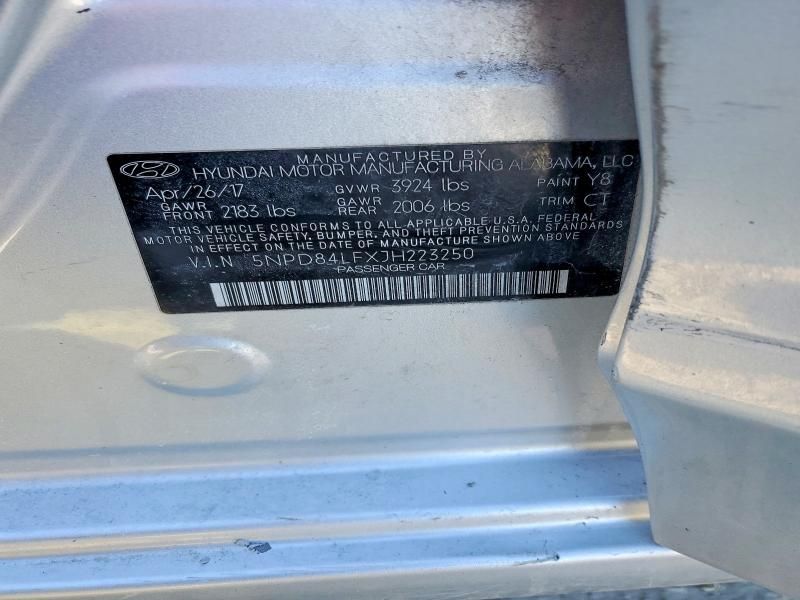 MANUFACTURED BY
HYUNDAI MOTOR MANUFACTURING ALABAMA, LLC
Apr/26/17 GVWR 3924 lbs PAINT Y8
GAWR FRONT 2183 lbs GAWR REAR 2006 lbs TRIM CT
THIS VEHICLE CONFORMS TO ALL APPLICABLE U.S.A. FEDERAL
MOTOR VEHICLE SAFETY, BUMPER, AND THEFT PREVENTION STANDARDS
IN EFFECT ON THE DATE OF MANUFACTURE SHOWN ABOVE
V.I.N 5NPD84LFXJH223250
PASSENGER CAR